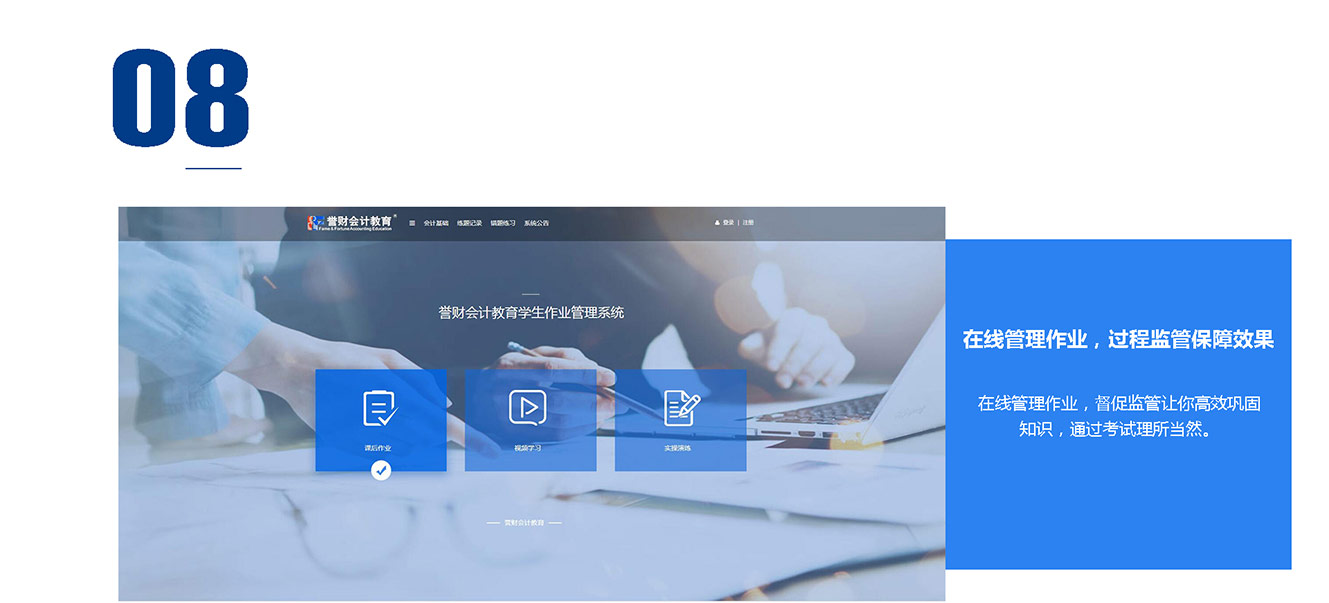 08
誉财会计教育®
Fame & Fortune Accounting Education
会计基础 练题记录 错题练习 系统公告
登录 | 注册
誉财会计教育学生作业管理系统
课后作业 视频学习 实操演练
誉财会计教育
在线管理作业，过程监管保障效果
在线管理作业，督促监管让你高效巩固
知识，通过考试理所当然。